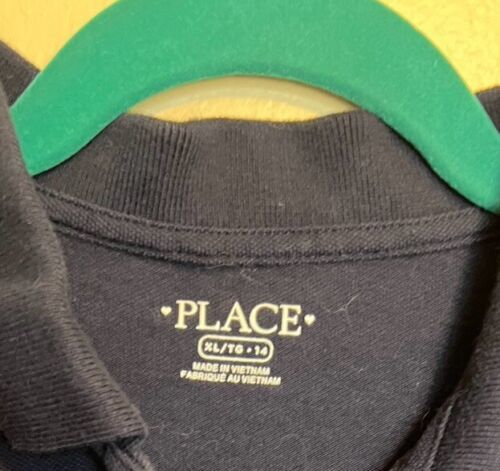 ♥PLACE♥
XL/TG • 14
MADE IN VIETNAM
FABRIQUÉ AU VIETNAM